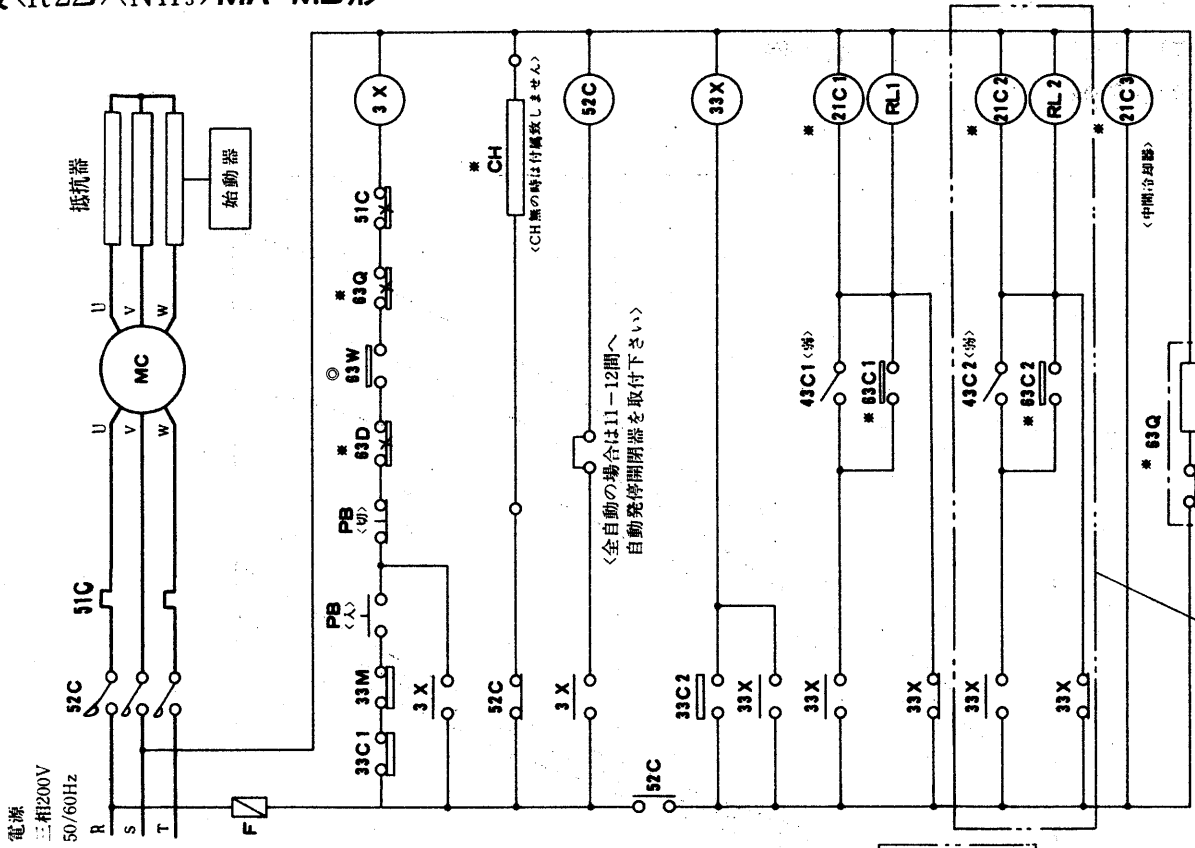 MA MB形
抵抗器
始動器
U
V
W
MC
U
V
W
51C
52C
電源
三相200V
50/60Hz
R
S
T
F
3X
51C
※
63Q
◎
63W
※
63D
PB
〈切〉
PB
〈入〉
33M
33C1
3X
※
CH
〈CH無の時は付属致しません〉
52C
52C
3X
〈全自動の場合は11-12間へ
自動発停開閉器を取付下さい〉
52C
33X
33C2
33X
※
21C1
RL1
43C1〈弱〉
※
63C1
33X
33X
※
21C2
RL2
43C2〈弱〉
※
63C2
33X
33X
※
21C3
〈中間冷却器〉
※
63Q